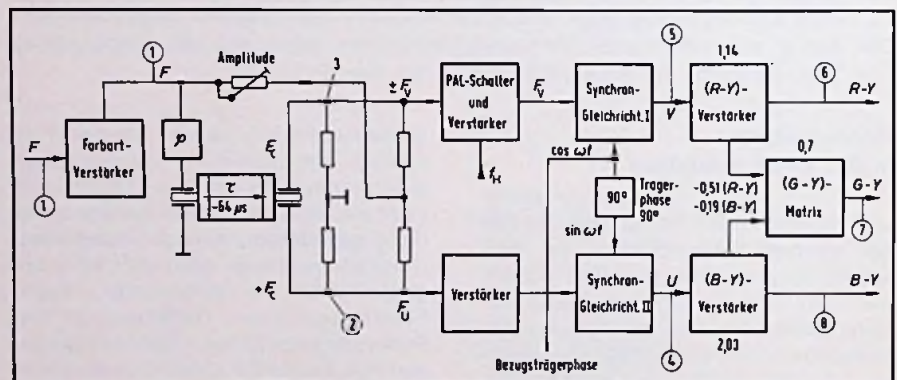 Amplitude
1
F
F
1
Farbart-
Verstärker
φ
τ
~64 µs
3
± F_V
F_τ
+ F_τ
2
F_U
PAL-Schalter
und
Verstärker
f_H
F_V
Verstärker
Synchron-
Gleichricht. I
cos ωt
90°
Träger-
phase
90°
sin ωt
Synchron-
Gleichricht. II
Bezugsträgerphase
5
V
U
4
1,14
(R-Y)-
Verstärker
-0,51 (R-Y)
-0,19 (B-Y)
(B-Y)-
Verstärker
2,03
0,7
(G-Y)-
Matrix
6
R-Y
G-Y
7
B-Y
8